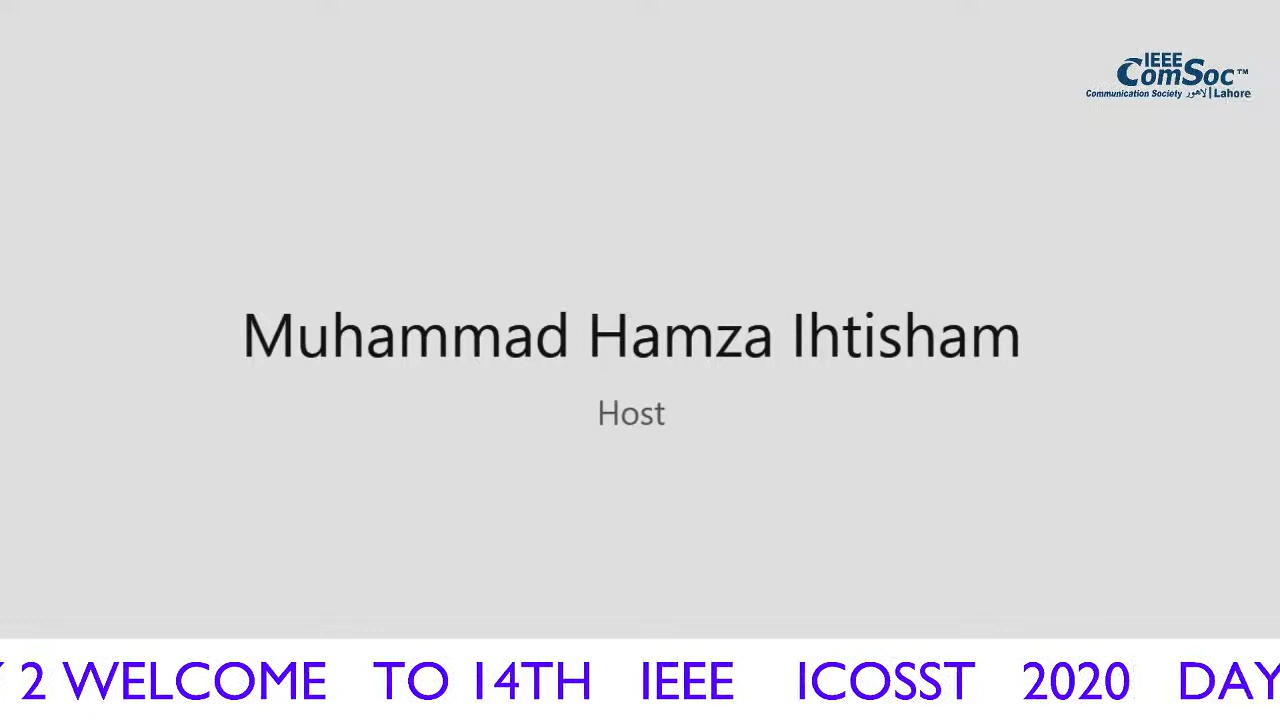 IEEE
ComSoc™
Communication Society لاہور | Lahore
Muhammad Hamza Ihtisham
Host
Y 2 WELCOME TO 14TH IEEE ICOSST 2020 DAY